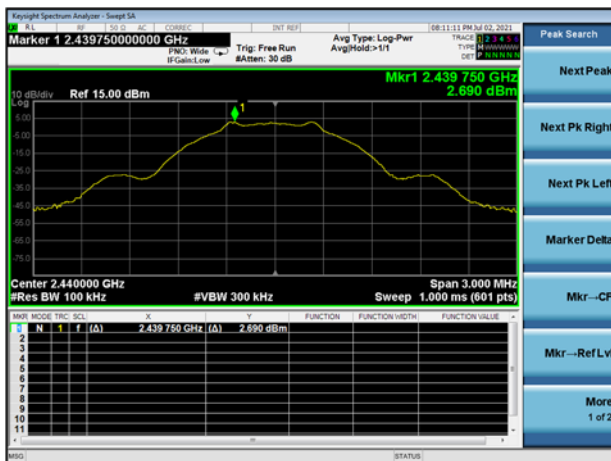 Keysight Spectrum Analyzer - Swept SA
RL RF 50 Ω AC CORREC INT REF 08:11:11 PM Jul 02, 2021
Marker 1 2.439750000000 GHz
PNO: Wide
IFGain:Low
Trig: Free Run
#Atten: 30 dB
Avg Type: Log-Pwr
Avg|Hold:>1/1
TRACE 1 2 3 4 5 6
TYPE M WWWWW
DET P NNNNN
Mkr1 2.439 750 GHz
2.690 dBm
10 dB/div Ref 15.00 dBm
Log
1
5.00
-5.00
-15.0
-25.0
-35.0
-45.0
-55.0
-65.0
-75.0
Center 2.440000 GHz Span 3.000 MHz
#Res BW 100 kHz #VBW 300 kHz Sweep 1.000 ms (601 pts)
MKR MODE TRC SCL X Y FUNCTION FUNCTION WIDTH FUNCTION VALUE
1 N 1 f (Δ) 2.439 750 GHz (Δ) 2.690 dBm
2
3
4
5
6
7
8
9
10
11
MSG STATUS
Peak Search
Next Peak
Next Pk Right
Next Pk Left
Marker Delta
Mkr→CF
Mkr→Ref Lvl
More
1 of 2